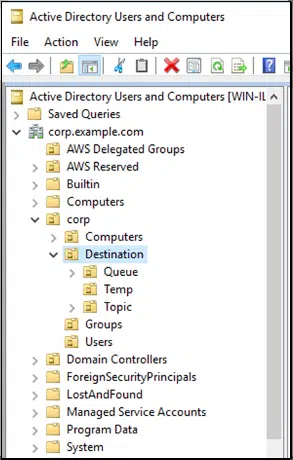 Active Directory Users and Computers
File Action View Help
Active Directory Users and Computers [WIN-IL
Saved Queries
corp.example.com
AWS Delegated Groups
AWS Reserved
Builtin
Computers
corp
Computers
Destination
Queue
Temp
Topic
Groups
Users
Domain Controllers
ForeignSecurityPrincipals
LostAndFound
Managed Service Accounts
Program Data
System